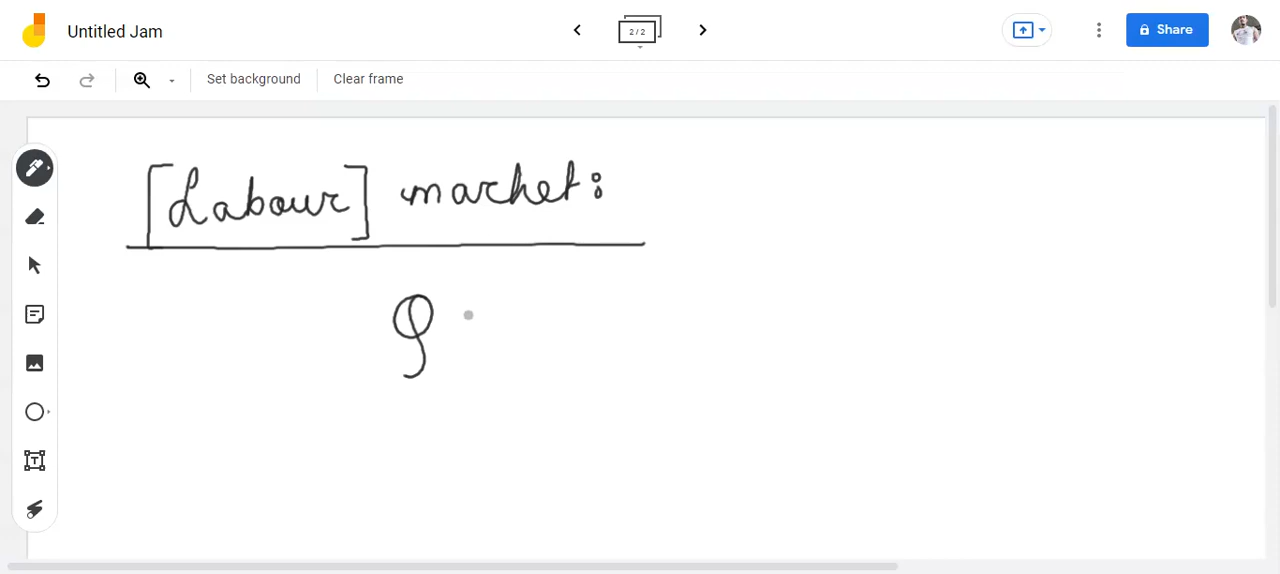 Untitled Jam
2 / 2
Share
Set background
Clear frame
[Labour] market: